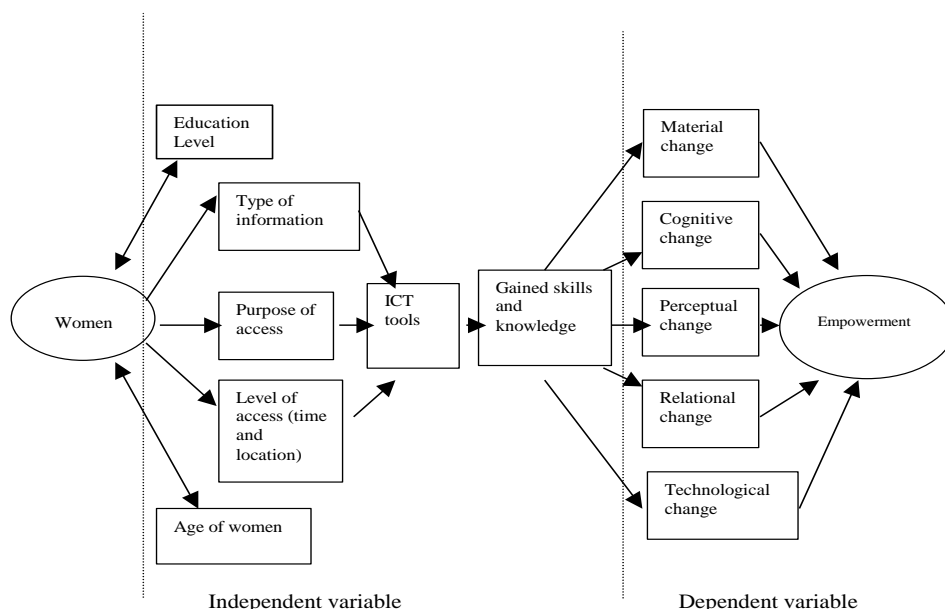 Education
Level
Type of
information
Women
Purpose of
access
Level of
access (time
and
location)
Age of women
ICT
tools
Gained skills
and
knowledge
Material
change
Cognitive
change
Perceptual
change
Relational
change
Technological
change
Empowerment
Independent variable
Dependent variable